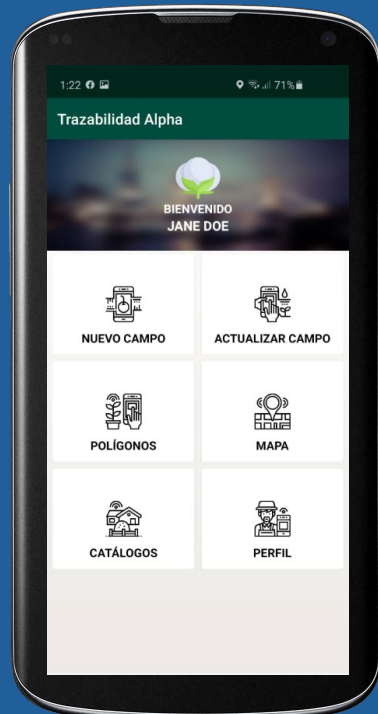 1:22 71%
Trazabilidad Alpha
BIENVENIDO
JANE DOE
NUEVO CAMPO ACTUALIZAR CAMPO
POLÍGONOS MAPA
CATÁLOGOS PERFIL